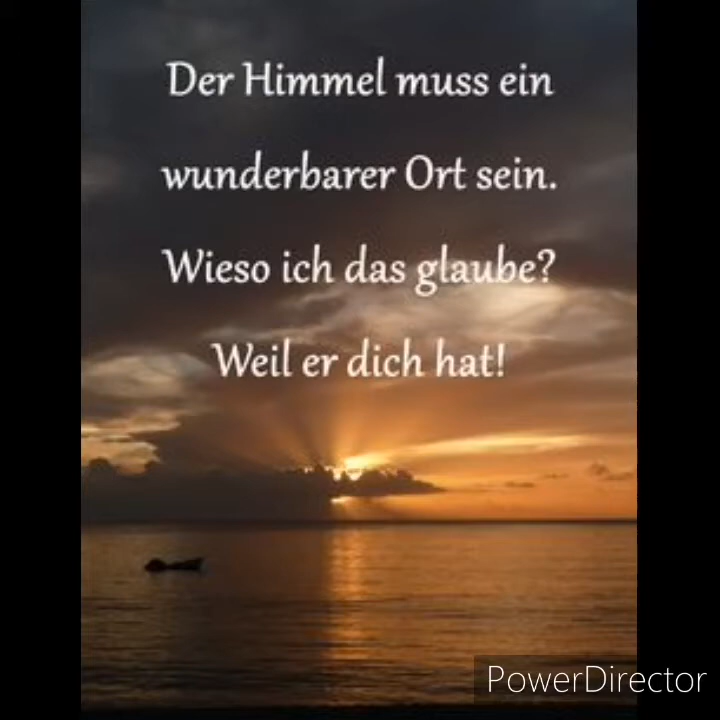 Der Himmel muss ein
wunderbarer Ort sein.
Wieso ich das glaube?
Weil er dich hat!
PowerDirector